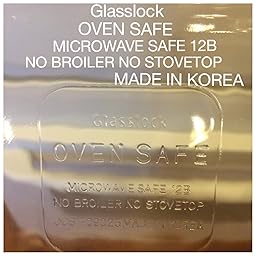 Glasslock
OVEN SAFE
MICROWAVE SAFE 12B
NO BROILER NO STOVETOP
MADE IN KOREA
Glasslock
OVEN SAFE
MICROWAVE SAFE 12B
NO BROILER NO STOVETOP